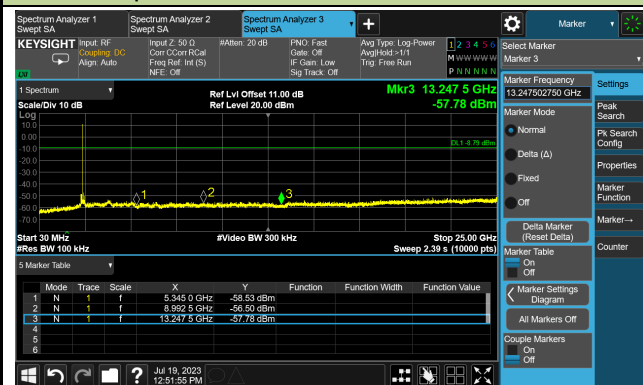 Spectrum Analyzer 1
Swept SA
Spectrum Analyzer 2
Swept SA
Spectrum Analyzer 3
Swept SA
+
Marker
KEYSIGHT
LXI
Input: RF
Coupling: DC
Align: Auto
Input Z: 50 Ω
Corr CCorr RCal
Freq Ref: Int (S)
NFE: Off
#Atten: 20 dB
PNO: Fast
Gate: Off
IF Gain: Low
Sig Track: Off
Avg Type: Log-Power
Avg|Hold:>1/1
Trig: Free Run
1 2 3 4 5 6
M W W W W W
P N N N N N
Select Marker
Marker 3
1 Spectrum
Scale/Div 10 dB
Ref Lvl Offset 11.00 dB
Ref Level 20.00 dBm
Mkr3 13.247 5 GHz
-57.78 dBm
Log
10.0
0.00
-10.0
-20.0
-30.0
-40.0
-50.0
-60.0
-70.0
DL1 -8.79 dBm
1
2
3
Start 30 MHz
#Res BW 100 kHz
#Video BW 300 kHz
Stop 25.00 GHz
Sweep 2.39 s (10000 pts)
5 Marker Table
Mode Trace Scale X Y Function Function Width Function Value
1 N 1 f 5.345 0 GHz -58.53 dBm
2 N 1 f 8.992 5 GHz -56.50 dBm
3 N 1 f 13.247 5 GHz -57.78 dBm
4
5
6
Marker Frequency
13.247502750 GHz
Marker Mode
Normal
Delta (Δ)
Fixed
Off
Delta Marker
(Reset Delta)
Marker Table
On
Off
Marker Settings
Diagram
All Markers Off
Couple Markers
On
Off
Settings
Peak
Search
Pk Search
Config
Properties
Marker
Function
Marker→
Counter
?
Jul 19, 2023
12:51:55 PM